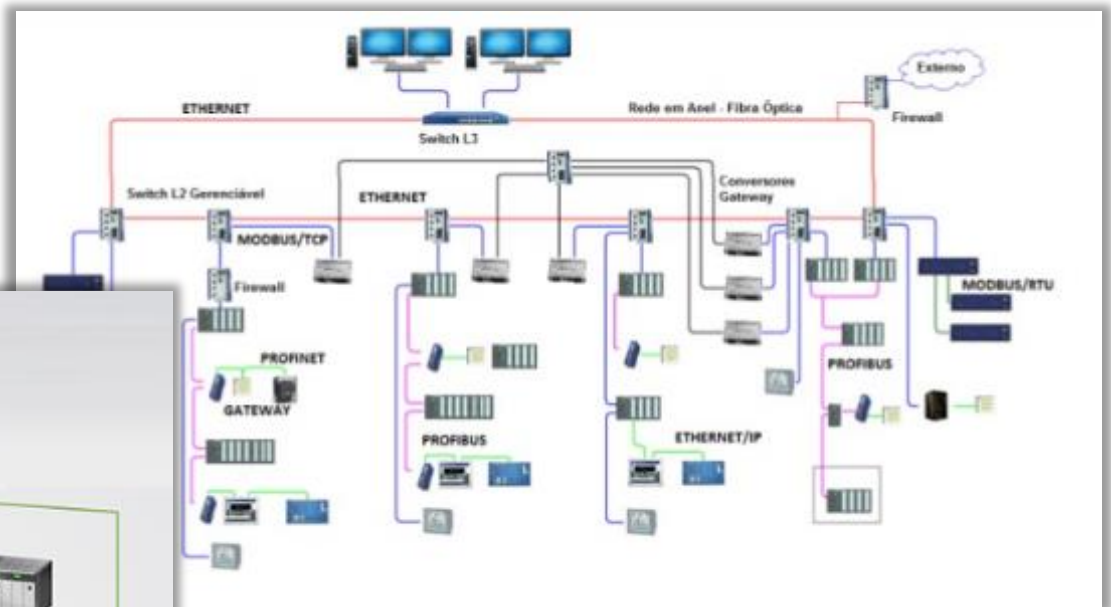 Externo
ETHERNET
Rede em Anel - Fibra Óptica
Firewall
Switch L3
Switch L2 Gerenciável
ETHERNET
Conversores
Gateway
MODBUS/TCP
Firewall
MODBUS/RTU
PROFINET
PROFIBUS
GATEWAY
PROFIBUS
ETHERNET/IP